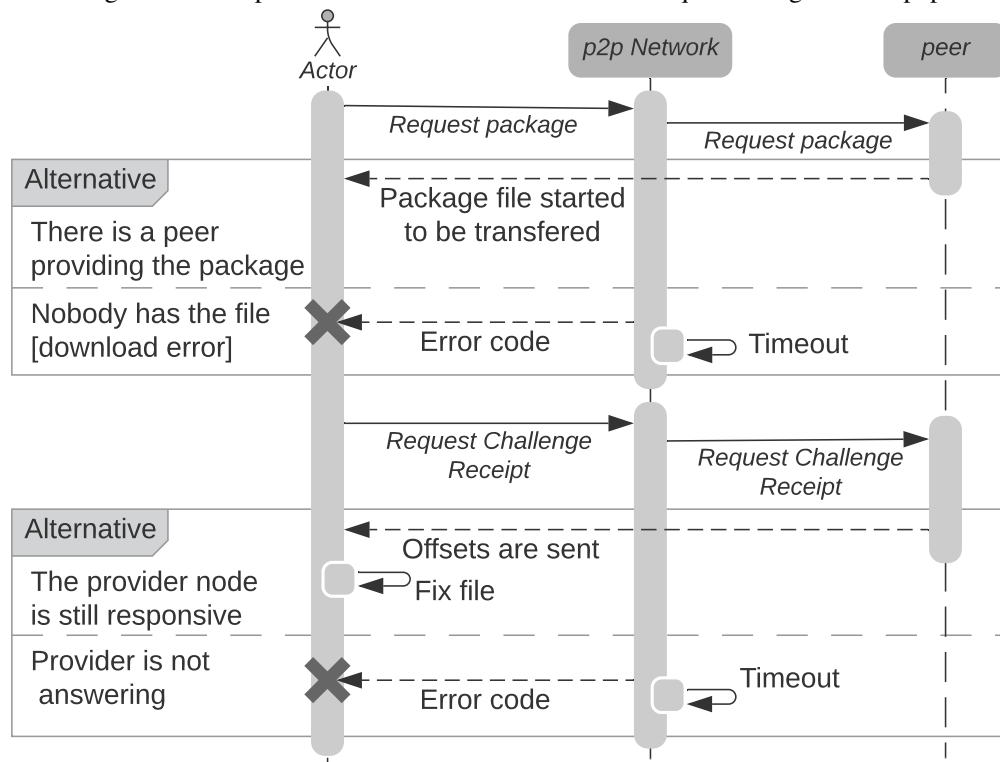 Actor
p2p Network
peer
Request package
Request package
Alternative
Package file started
to be transfered
There is a peer
providing the package
Nobody has the file
[download error]
Error code
Timeout
Request Challenge
Receipt
Request Challenge
Receipt
Alternative
Offsets are sent
The provider node
is still responsive
Fix file
Provider is not
answering
Error code
Timeout